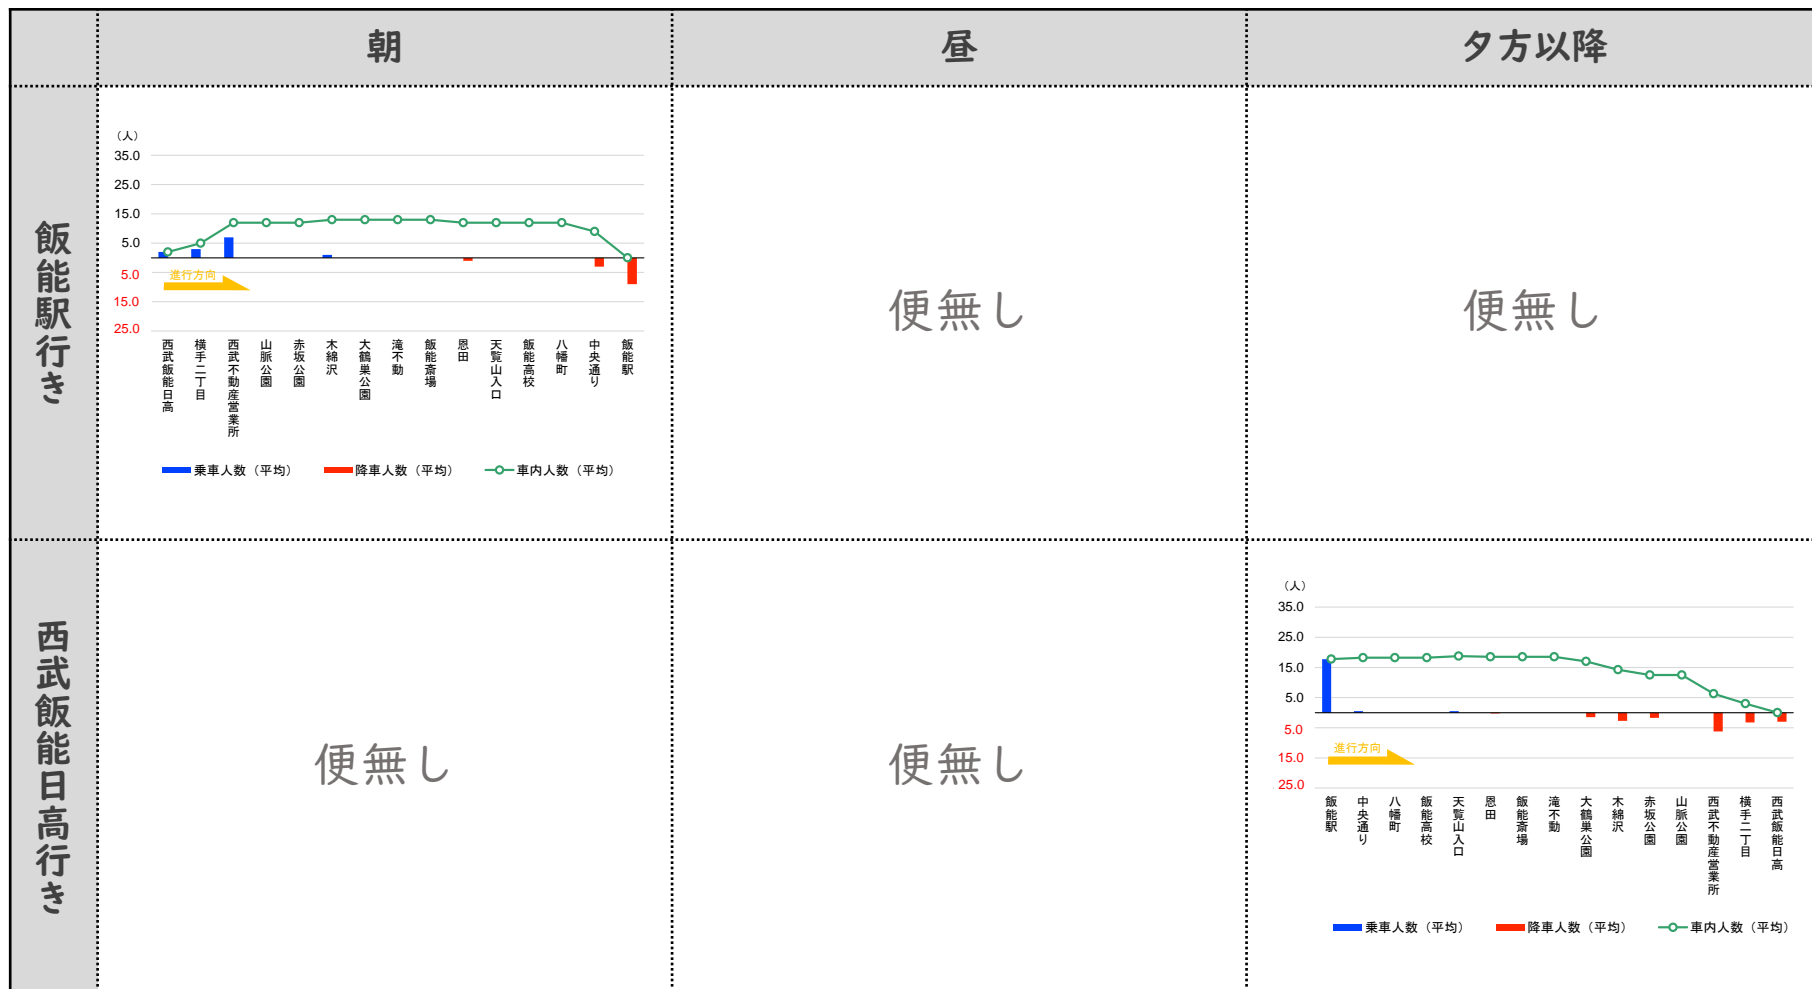 朝
昼
夕方以降
飯能駅行き
（人）
35.0
25.0
15.0
5.0
5.0
15.0
25.0
進行方向
西武飯能日高
横手二丁目
西武不動産営業所
山脈公園
赤坂公園
木綿沢
大鶴巣公園
滝不動
飯能斎場
恩田
天覧山入口
飯能高校
八幡町
中央通り
飯能駅
乗車人数（平均）
降車人数（平均）
車内人数（平均）
便無し
便無し
西武飯能日高行き
便無し
便無し
（人）
35.0
25.0
15.0
5.0
5.0
15.0
25.0
進行方向
飯能駅
中央通り
八幡町
飯能高校
天覧山入口
恩田
飯能斎場
滝不動
大鶴巣公園
木綿沢
赤坂公園
山脈公園
西武不動産営業所
横手二丁目
西武飯能日高
乗車人数（平均）
降車人数（平均）
車内人数（平均）